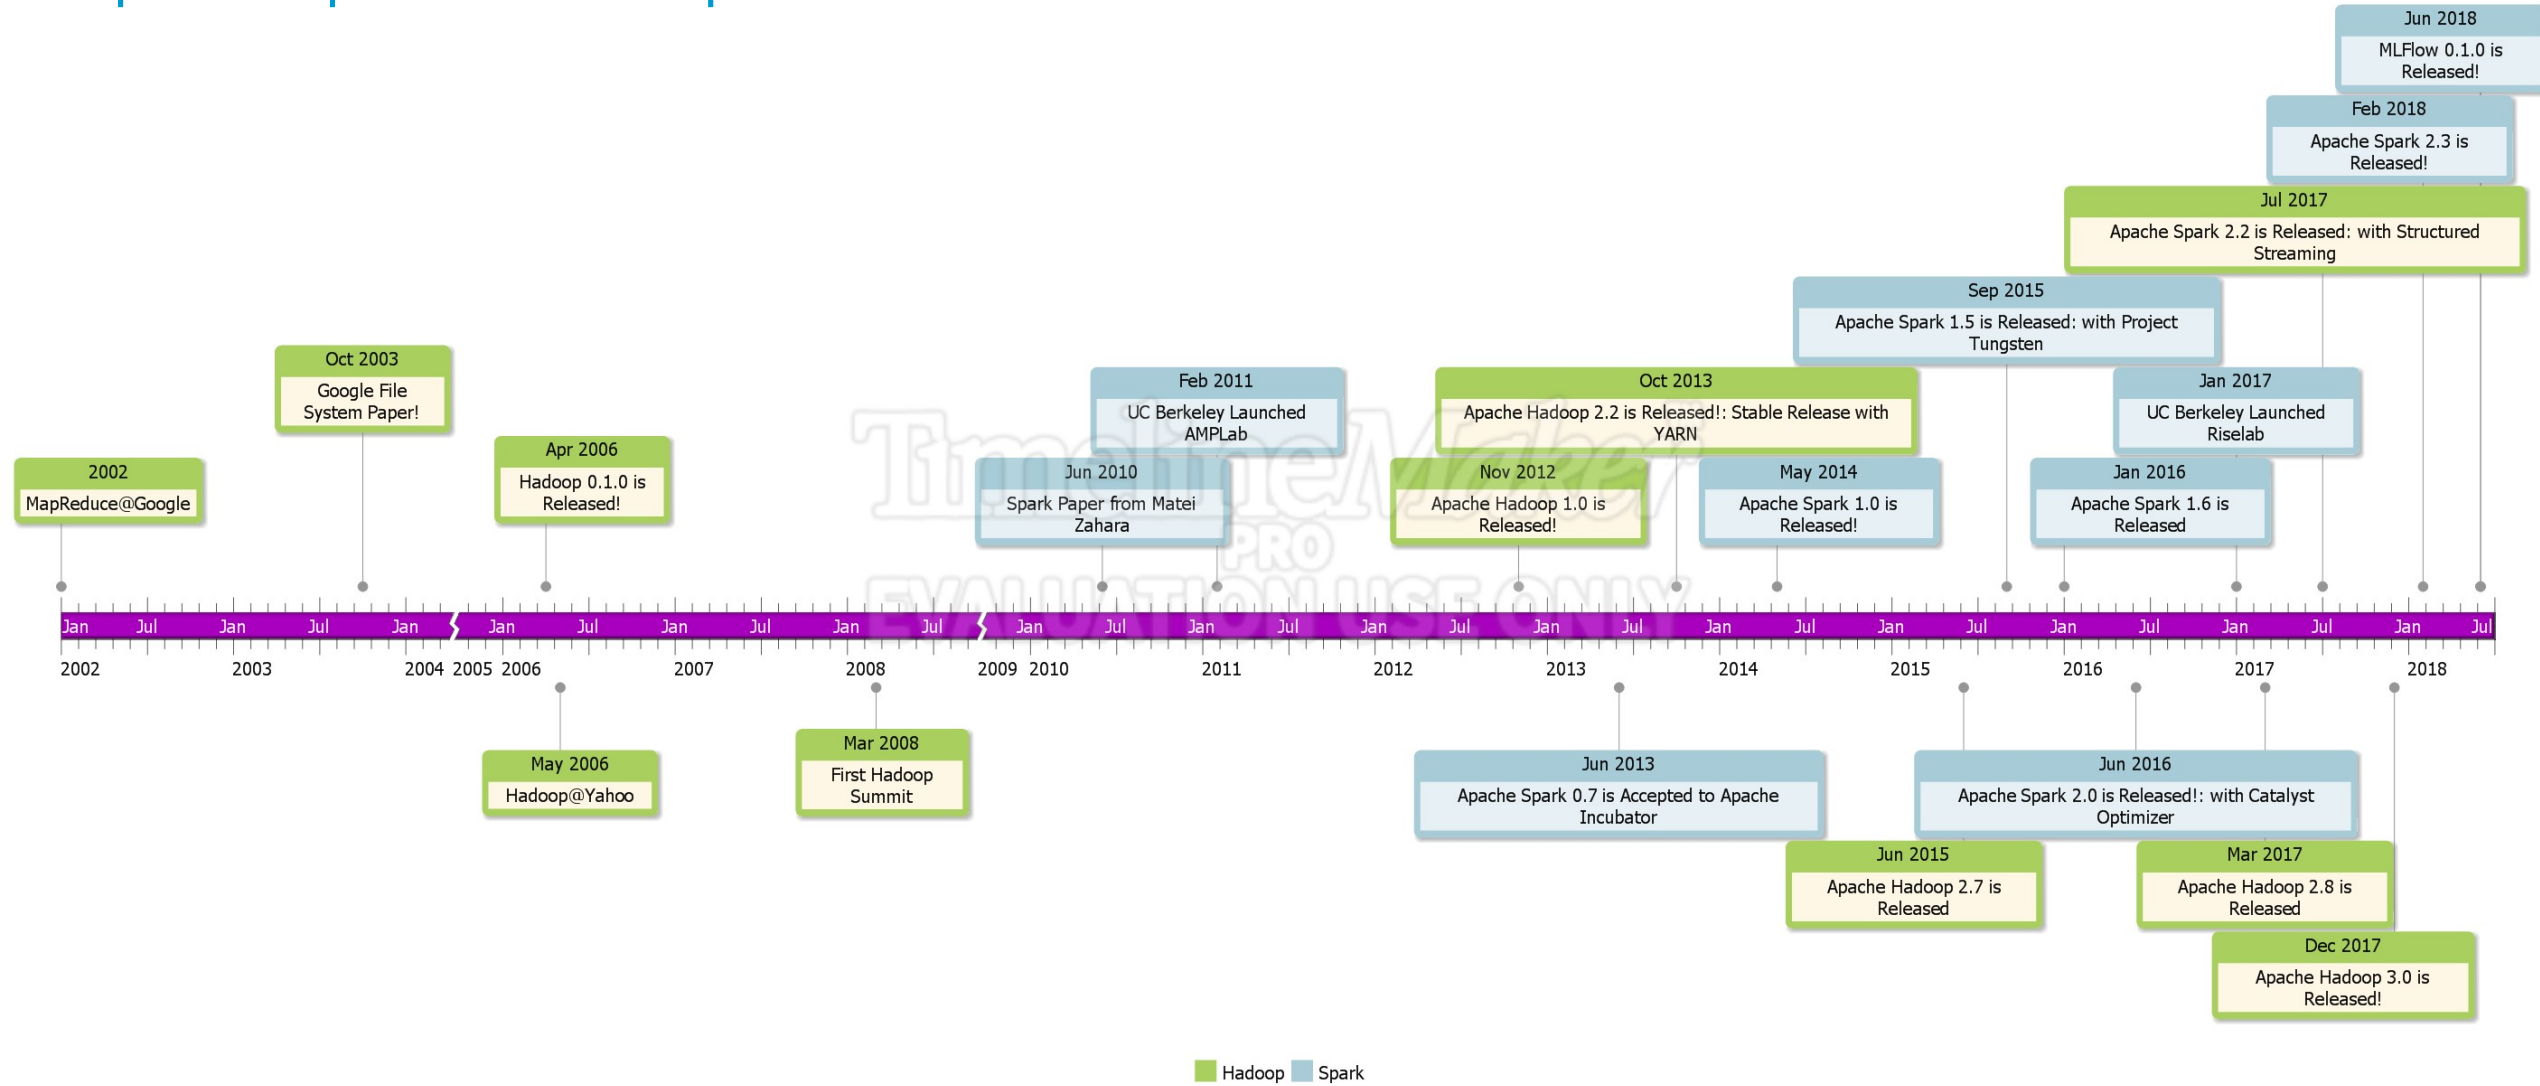 Jun 2018
MLFlow 0.1.0 is
Released!
Feb 2018
Apache Spark 2.3 is
Released!
Jul 2017
Apache Spark 2.2 is Released: with Structured
Streaming
Sep 2015
Apache Spark 1.5 is Released: with Project
Tungsten
Oct 2003
Google File
System Paper!
Feb 2011
UC Berkeley Launched
AMPLab
Oct 2013
Apache Hadoop 2.2 is Released!: Stable Release with
YARN
Jan 2017
UC Berkeley Launched
Riselab
Apr 2006
Hadoop 0.1.0 is
Released!
2002
MapReduce@Google
Jun 2010
Spark Paper from Matei
Zahara
Nov 2012
Apache Hadoop 1.0 is
Released!
May 2014
Apache Spark 1.0 is
Released!
Jan 2016
Apache Spark 1.6 is
Released
TimelineMaker
PRO
EVALUATION USE ONLY
Jan Jul Jan Jul Jan Jan Jul Jan Jul Jan Jul Jan Jul Jan Jul Jan Jul Jan Jul Jan Jul Jan Jul Jan Jul Jan Jul Jan Jul
2002 2003 2004 2005 2006 2007 2008 2009 2010 2011 2012 2013 2014 2015 2016 2017 2018
May 2006
Hadoop@Yahoo
Mar 2008
First Hadoop
Summit
Jun 2013
Apache Spark 0.7 is Accepted to Apache
Incubator
Jun 2016
Apache Spark 2.0 is Released!: with Catalyst
Optimizer
Jun 2015
Apache Hadoop 2.7 is
Released
Mar 2017
Apache Hadoop 2.8 is
Released
Dec 2017
Apache Hadoop 3.0 is
Released!
Hadoop Spark